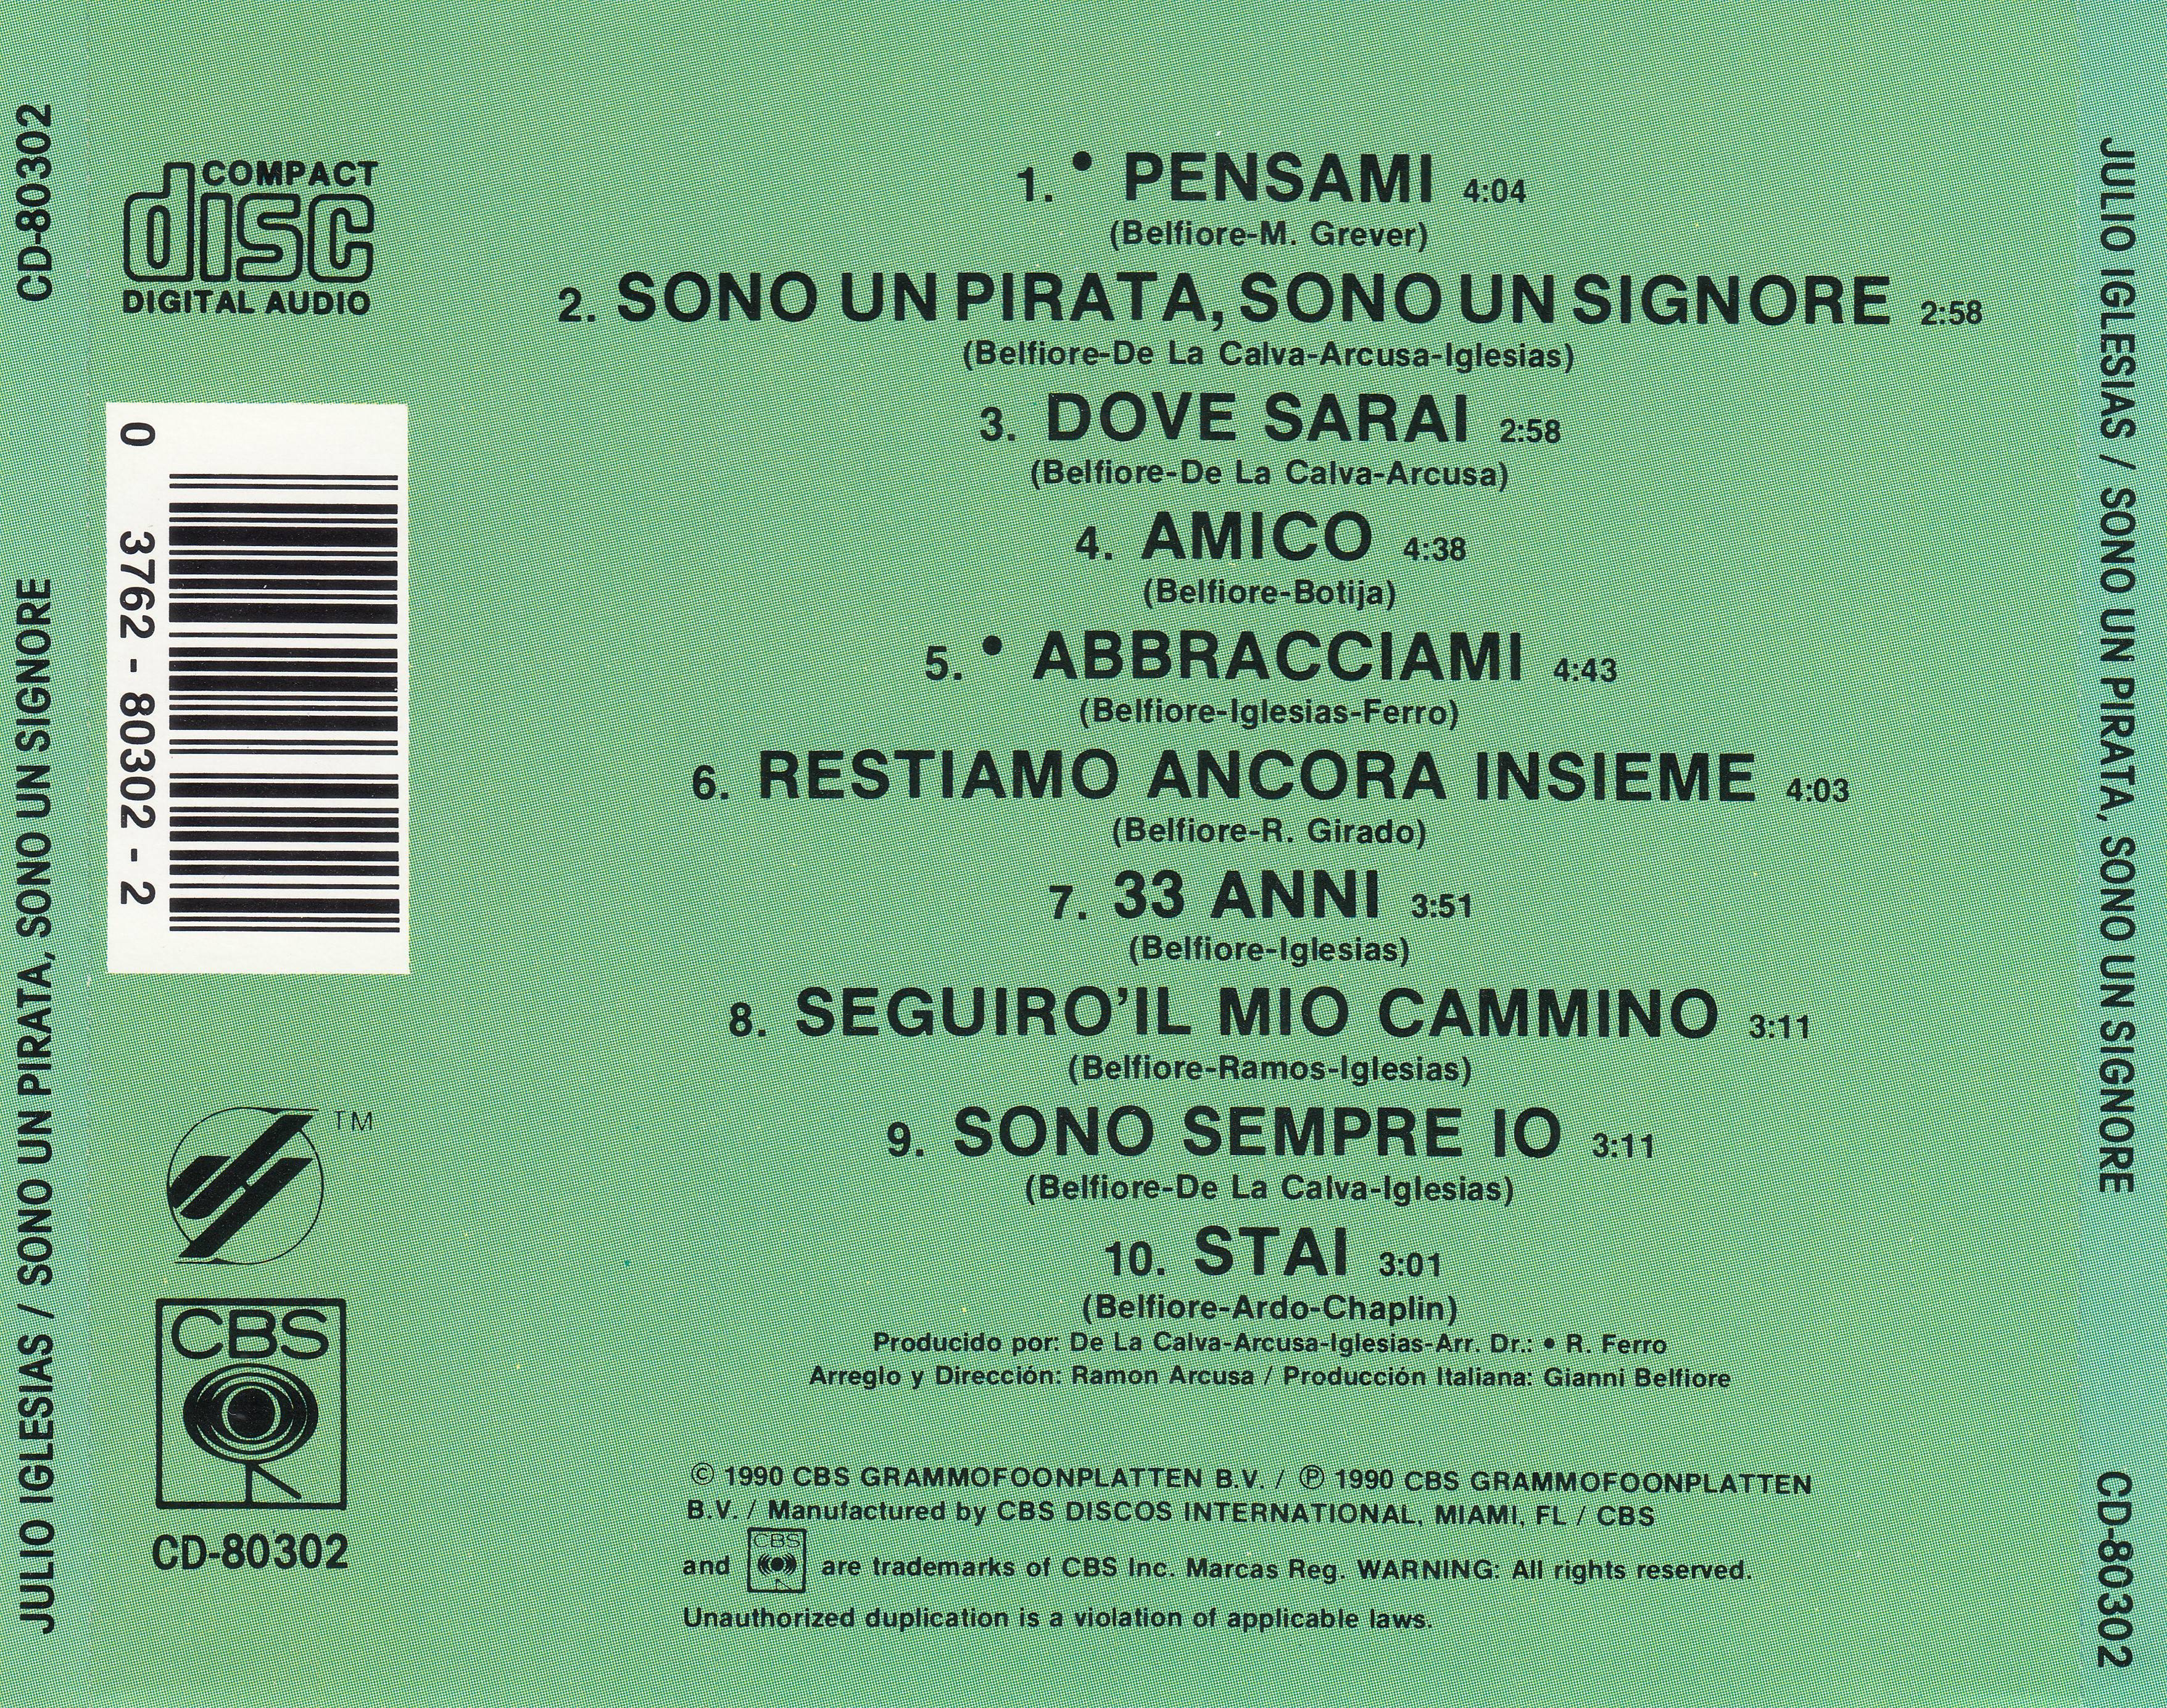 CD-80302
JULIO IGLESIAS / SONO UN PIRATA, SONO UN SIGNORE
COMPACT
disc
DIGITAL AUDIO
0 3762 - 80302 - 2
TM
CBS
CD-80302
1. • PENSAMI 4:04
(Belfiore-M. Grever)
2. SONO UN PIRATA, SONO UN SIGNORE 2:58
(Belfiore-De La Calva-Arcusa-Iglesias)
3. DOVE SARAI 2:58
(Belfiore-De La Calva-Arcusa)
4. AMICO 4:38
(Belfiore-Botija)
5. • ABBRACCIAMI 4:43
(Belfiore-Iglesias-Ferro)
6. RESTIAMO ANCORA INSIEME 4:03
(Belfiore-R. Girado)
7. 33 ANNI 3:51
(Belfiore-Iglesias)
8. SEGUIRO'IL MIO CAMMINO 3:11
(Belfiore-Ramos-Iglesias)
9. SONO SEMPRE IO 3:11
(Belfiore-De La Calva-Iglesias)
10. STAI 3:01
(Belfiore-Ardo-Chaplin)
Producido por: De La Calva-Arcusa-Iglesias-Arr. Dr.: • R. Ferro
Arreglo y Dirección: Ramon Arcusa / Producción Italiana: Gianni Belfiore
© 1990 CBS GRAMMOFOONPLATTEN B.V. / ℗ 1990 CBS GRAMMOFOONPLATTEN
B.V. / Manufactured by CBS DISCOS INTERNATIONAL, MIAMI, FL / CBS
and CBS are trademarks of CBS Inc. Marcas Reg. WARNING: All rights reserved.
Unauthorized duplication is a violation of applicable laws.
JULIO IGLESIAS / SONO UN PIRATA, SONO UN SIGNORE
CD-80302